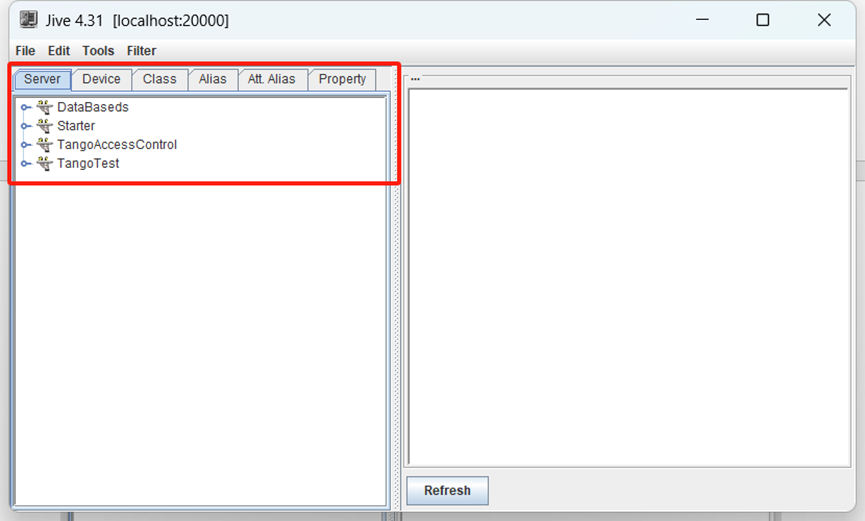 Jive 4.31 [localhost:20000]
File Edit Tools Filter
Server Device Class Alias Att. Alias Property
...
DataBaseds
Starter
TangoAccessControl
TangoTest
Refresh